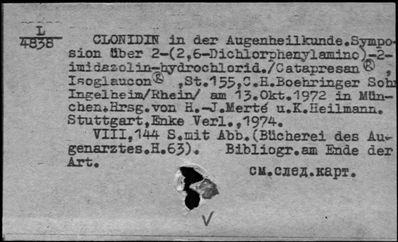 L
4838
CLONIDIN in der Augenheilkunde.Sympo-
sion über 2-(2,6-Dichlorphenylamino)-2-
imidazolin-hydrochlorid./Catapresan®,
Isoglaucon®,St.155,C.H.Boehringer Sohn
Ingelheim/Rhein/ am 13.Okt.1972 in Mün-
chen.Hrsg.von H.-J.Merté u.K.Heilmann.
Stuttgart,Enke Verl.,1974.
VIII,144 S.mit Abb.(Bücherei des Au-
genarztes.H.63). Bibliogr.am Ende der
Art.
см.след.карт.
V